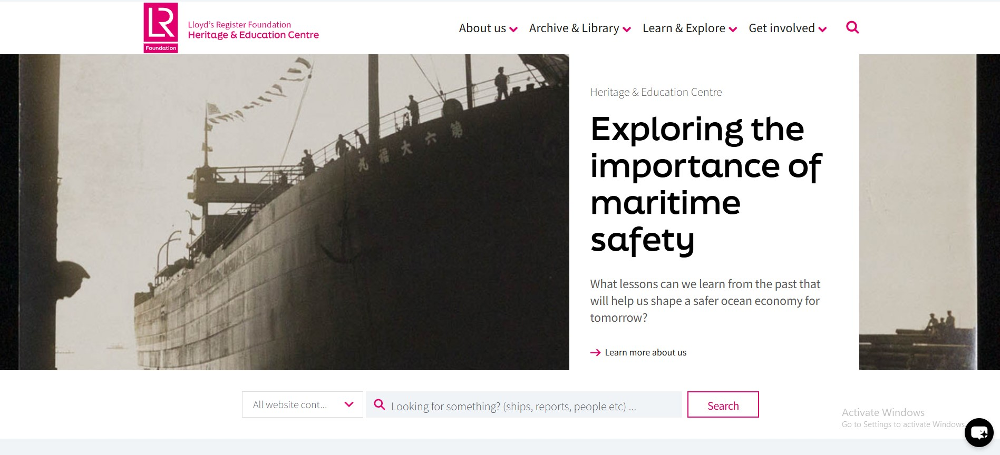 LR
Foundation
Lloyd's Register Foundation
Heritage & Education Centre
About us
Archive & Library
Learn & Explore
Get involved
丸福大六第
Heritage & Education Centre
Exploring the
importance of
maritime
safety
What lessons can we learn from the past that
will help us shape a safer ocean economy for
tomorrow?
Learn more about us
All website cont...
Looking for something? (ships, reports, people etc) ...
Search
Activate Windows
Go to Settings to activate Windows.